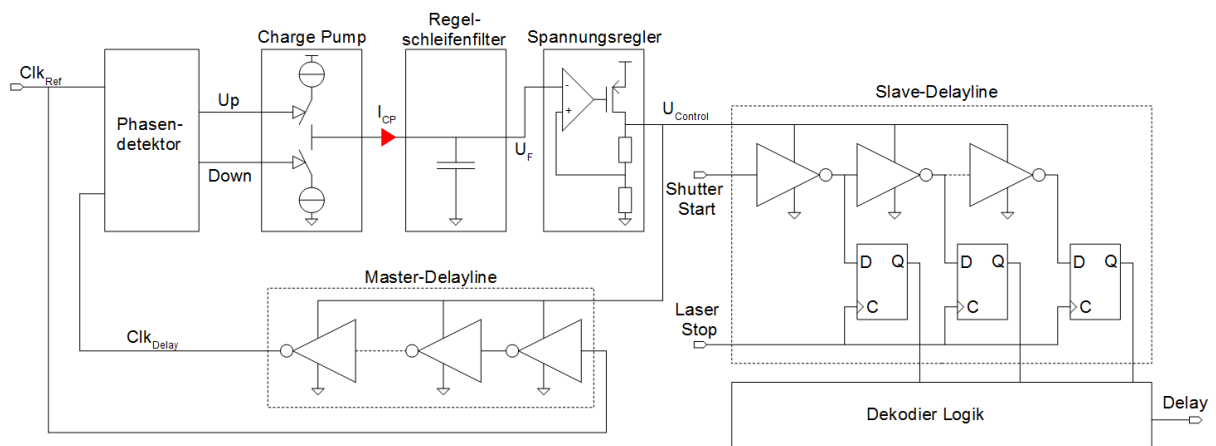 Charge Pump
Regel-
schleifenfilter
Spannungsregler
Clk_Ref
Phasen-
detektor
Up
Down
I_CP
U_F
-
+
U_Control
Slave-Delayline
Shutter
Start
D Q
C
D Q
C
D Q
C
Laser
Stop
Master-Delayline
Clk_Delay
Dekodier Logik
Delay